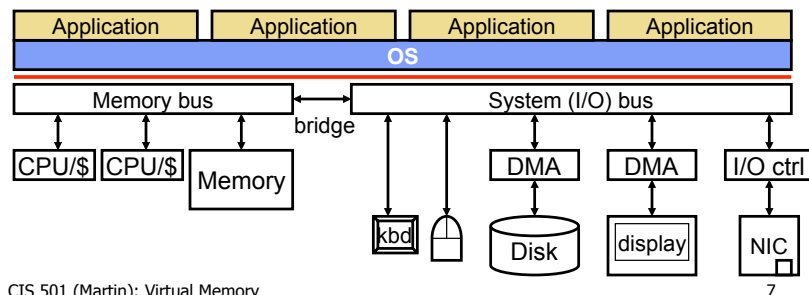 Application Application Application Application
OS
Memory bus System (I/O) bus
bridge
CPU/$ CPU/$ Memory DMA DMA I/O ctrl
kbd Disk display NIC
CIS 501 (Martin): Virtual Memory 7